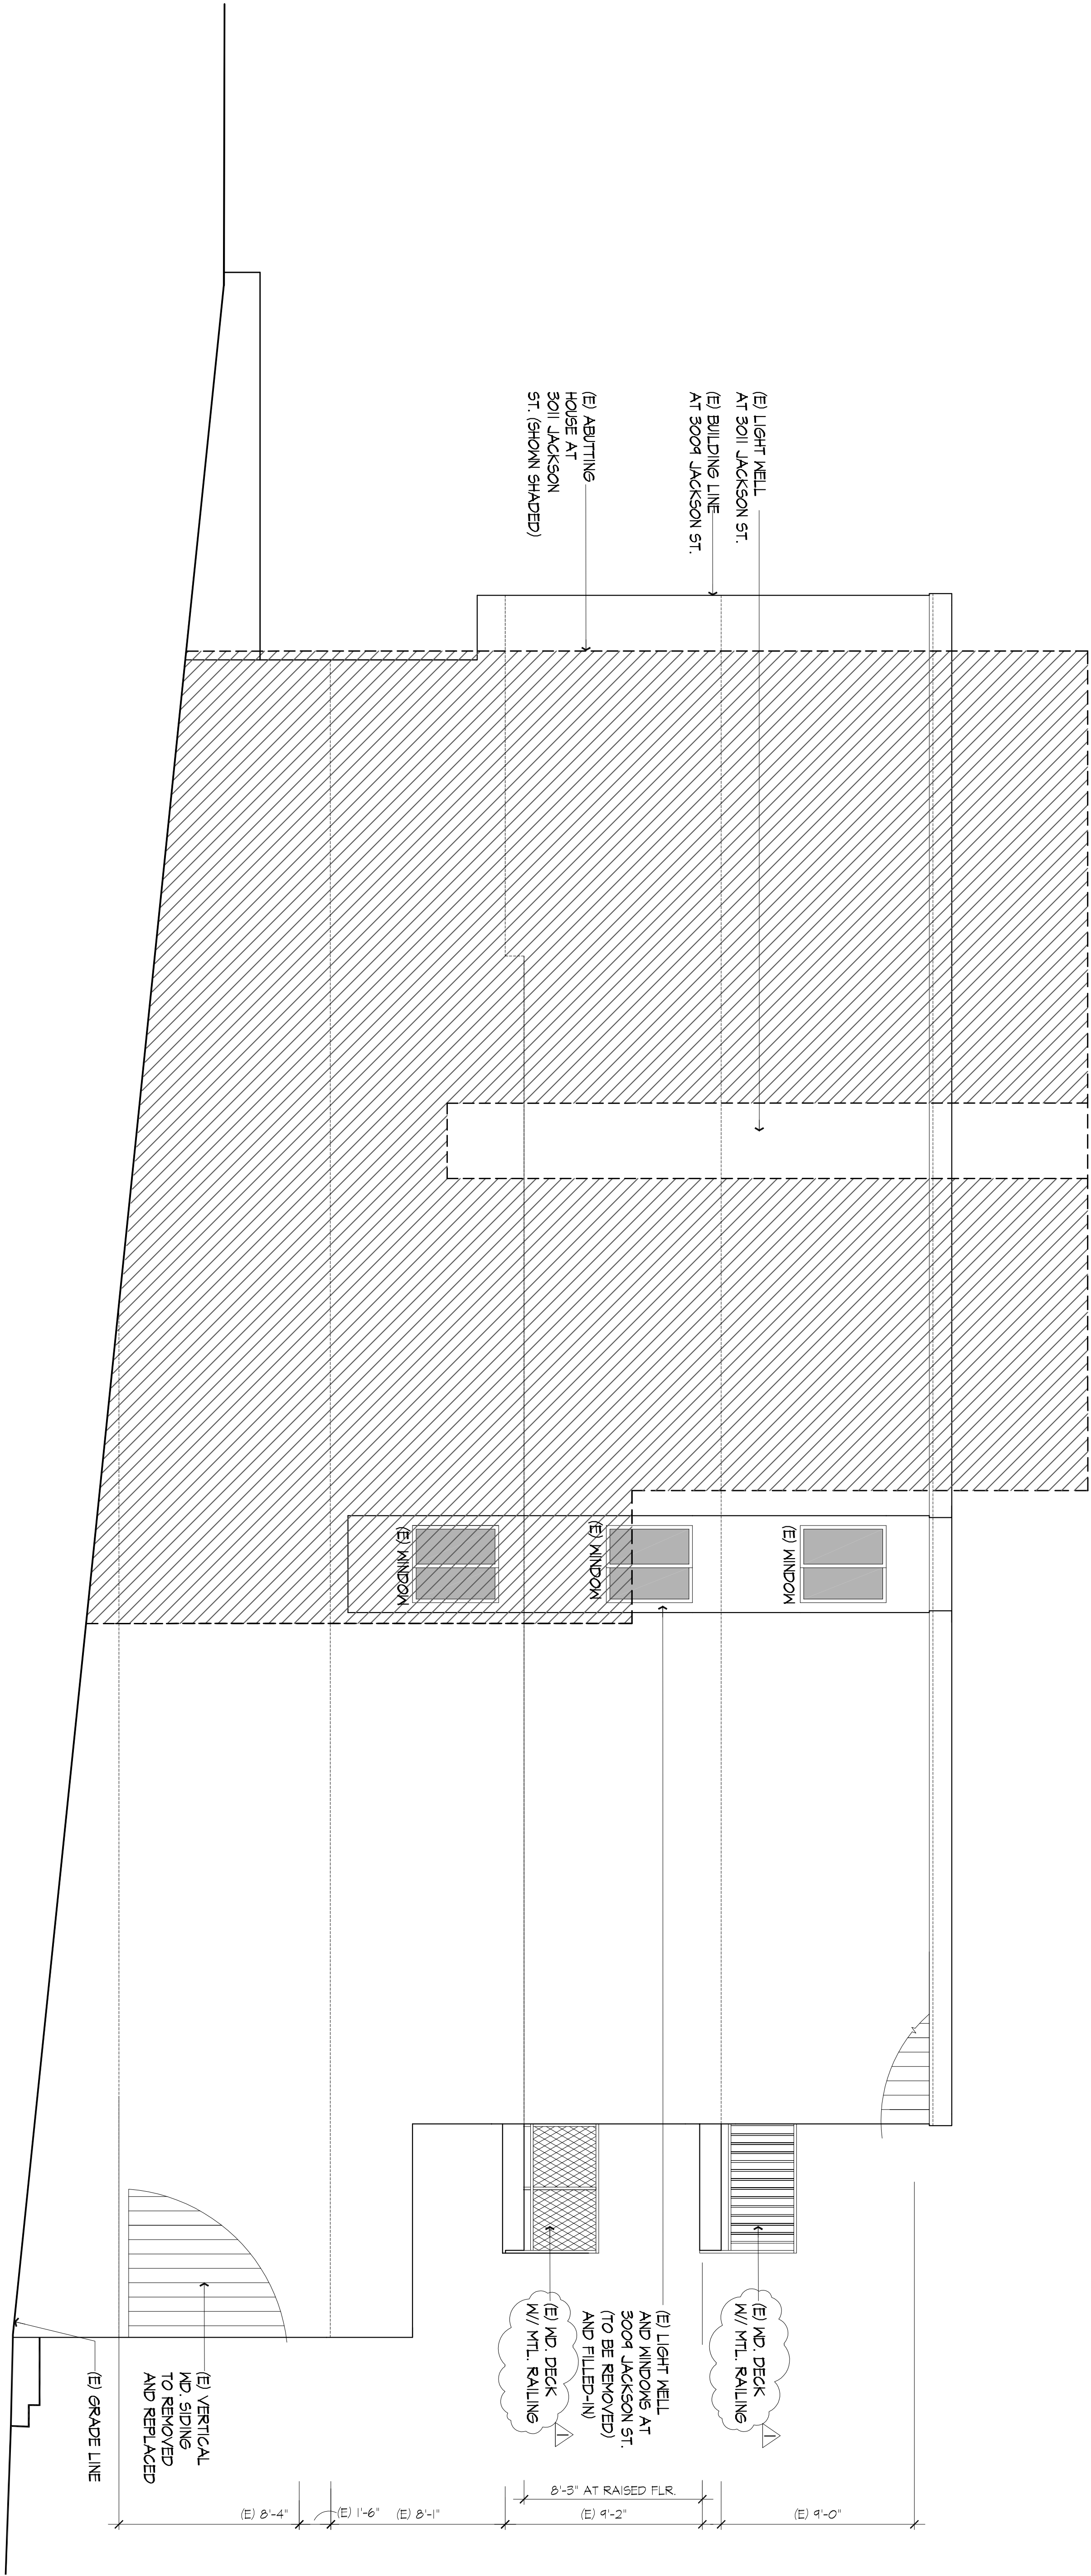 (E) LIGHT WELL
AT 3011 JACKSON ST.
(E) BUILDING LINE
AT 3009 JACKSON ST.
(E) ABUTTING
HOUSE AT
3011 JACKSON
ST. (SHOWN SHADED)
(E) WINDOW
(E) WINDOW
(E) WINDOW
(E) WD. DECK
W/ MTL. RAILING
1
(E) LIGHT WELL
AND WINDOWS AT
3009 JACKSON ST.
(TO BE REMOVED
AND FILLED-IN)
(E) WD. DECK
W/ MTL. RAILING
1
(E) VERTICAL
WD. SIDING
TO REMOVED
AND REPLACED
(E) GRADE LINE
8'-3" AT RAISED FLR.
(E) 8'-4"
(E) 1'-6"
(E) 8'-1"
(E) 9'-2"
(E) 9'-0"